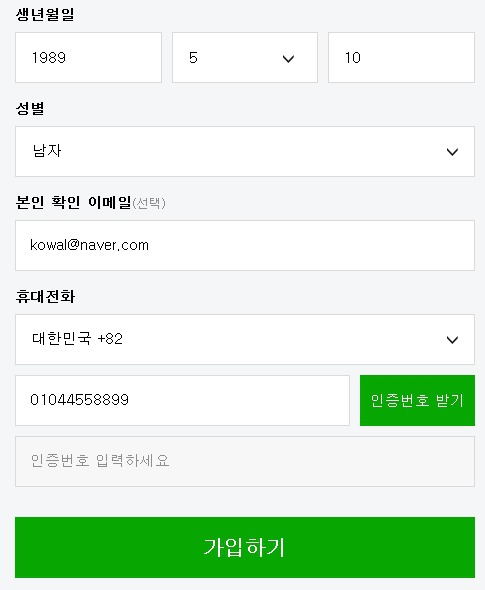 생년월일
1989 5 10
성별
남자
본인 확인 이메일(선택)
kowal@naver.com
휴대전화
대한민국 +82
01044558899 인증번호 받기
인증번호 입력하세요
가입하기